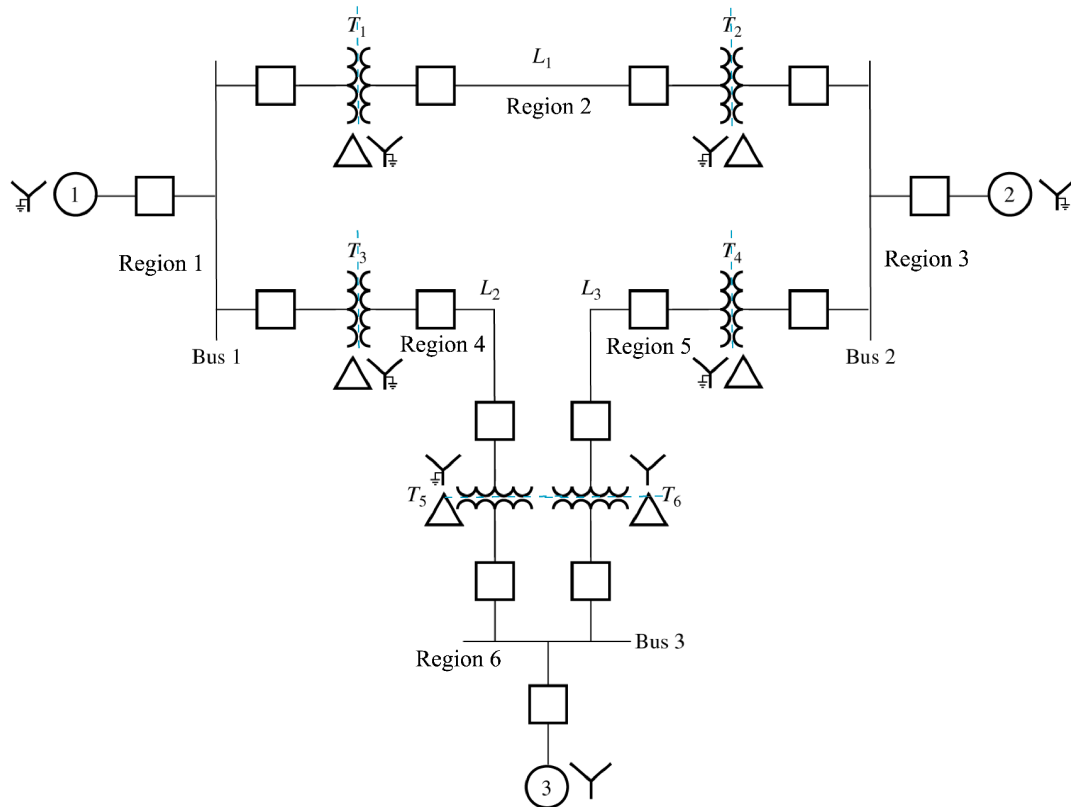 T1
T2
L1
Region 2
1
2
Region 1
Region 3
T3
T4
L2
L3
Region 4
Region 5
Bus 1
Bus 2
T5
T6
Bus 3
Region 6
3